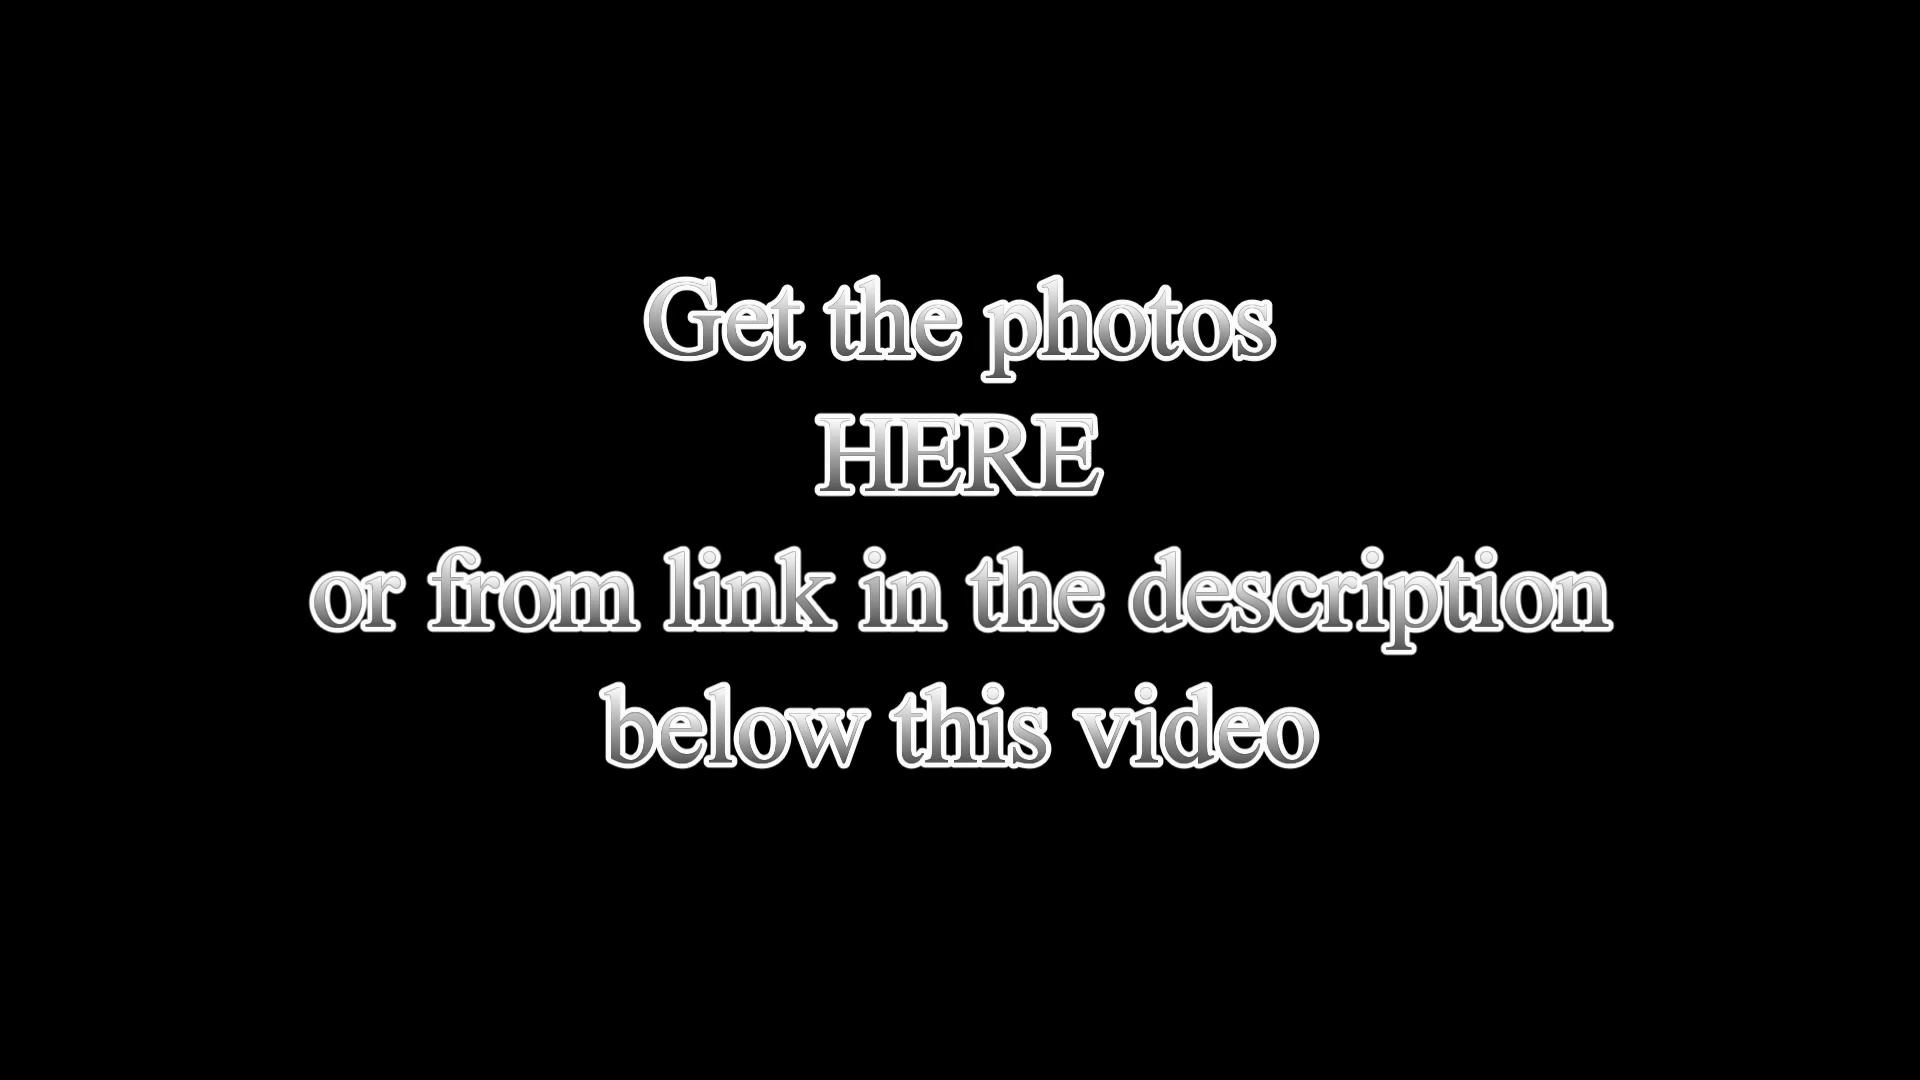 Get the photos
HERE
or from link in the description
below this video